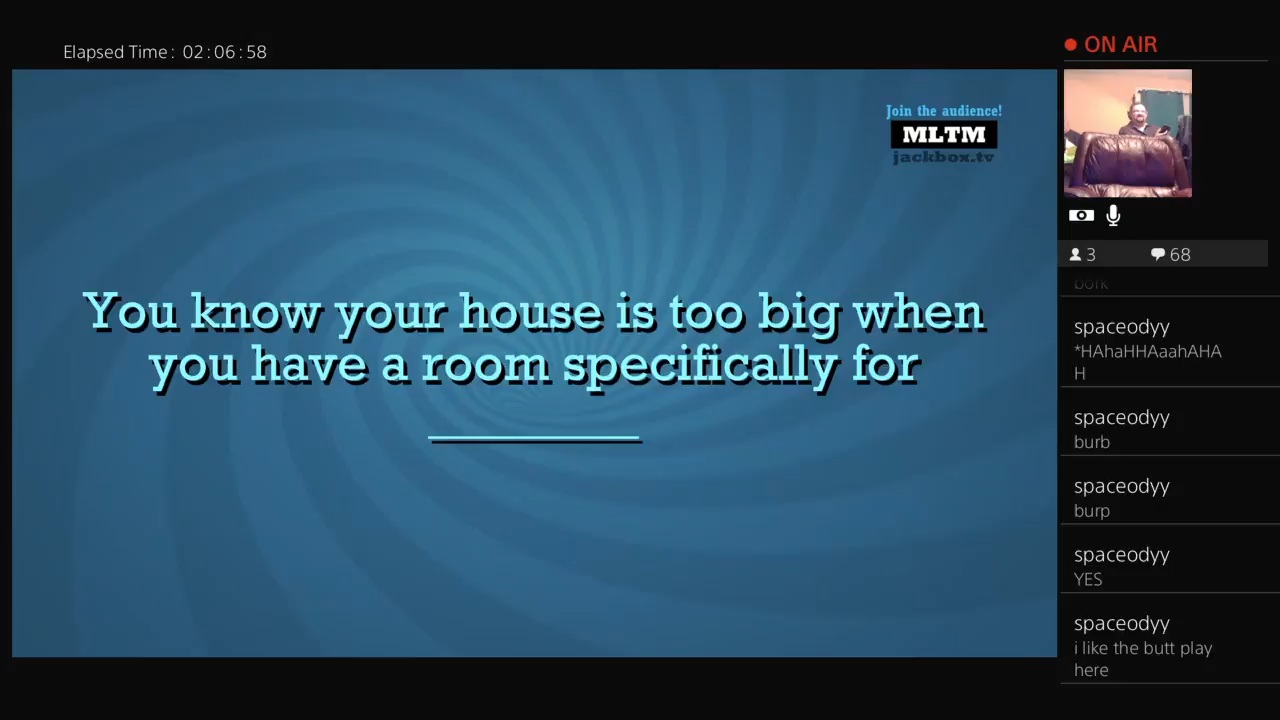 Elapsed Time: 02:06:58
ON AIR
Join the audience!
MLTM
jackbox.tv
You know your house is too big when
you have a room specifically for
3
68
bork
spaceodyy
*HAhaHHAaahAHA
H
spaceodyy
burb
spaceodyy
burp
spaceodyy
YES
spaceodyy
i like the butt play
here